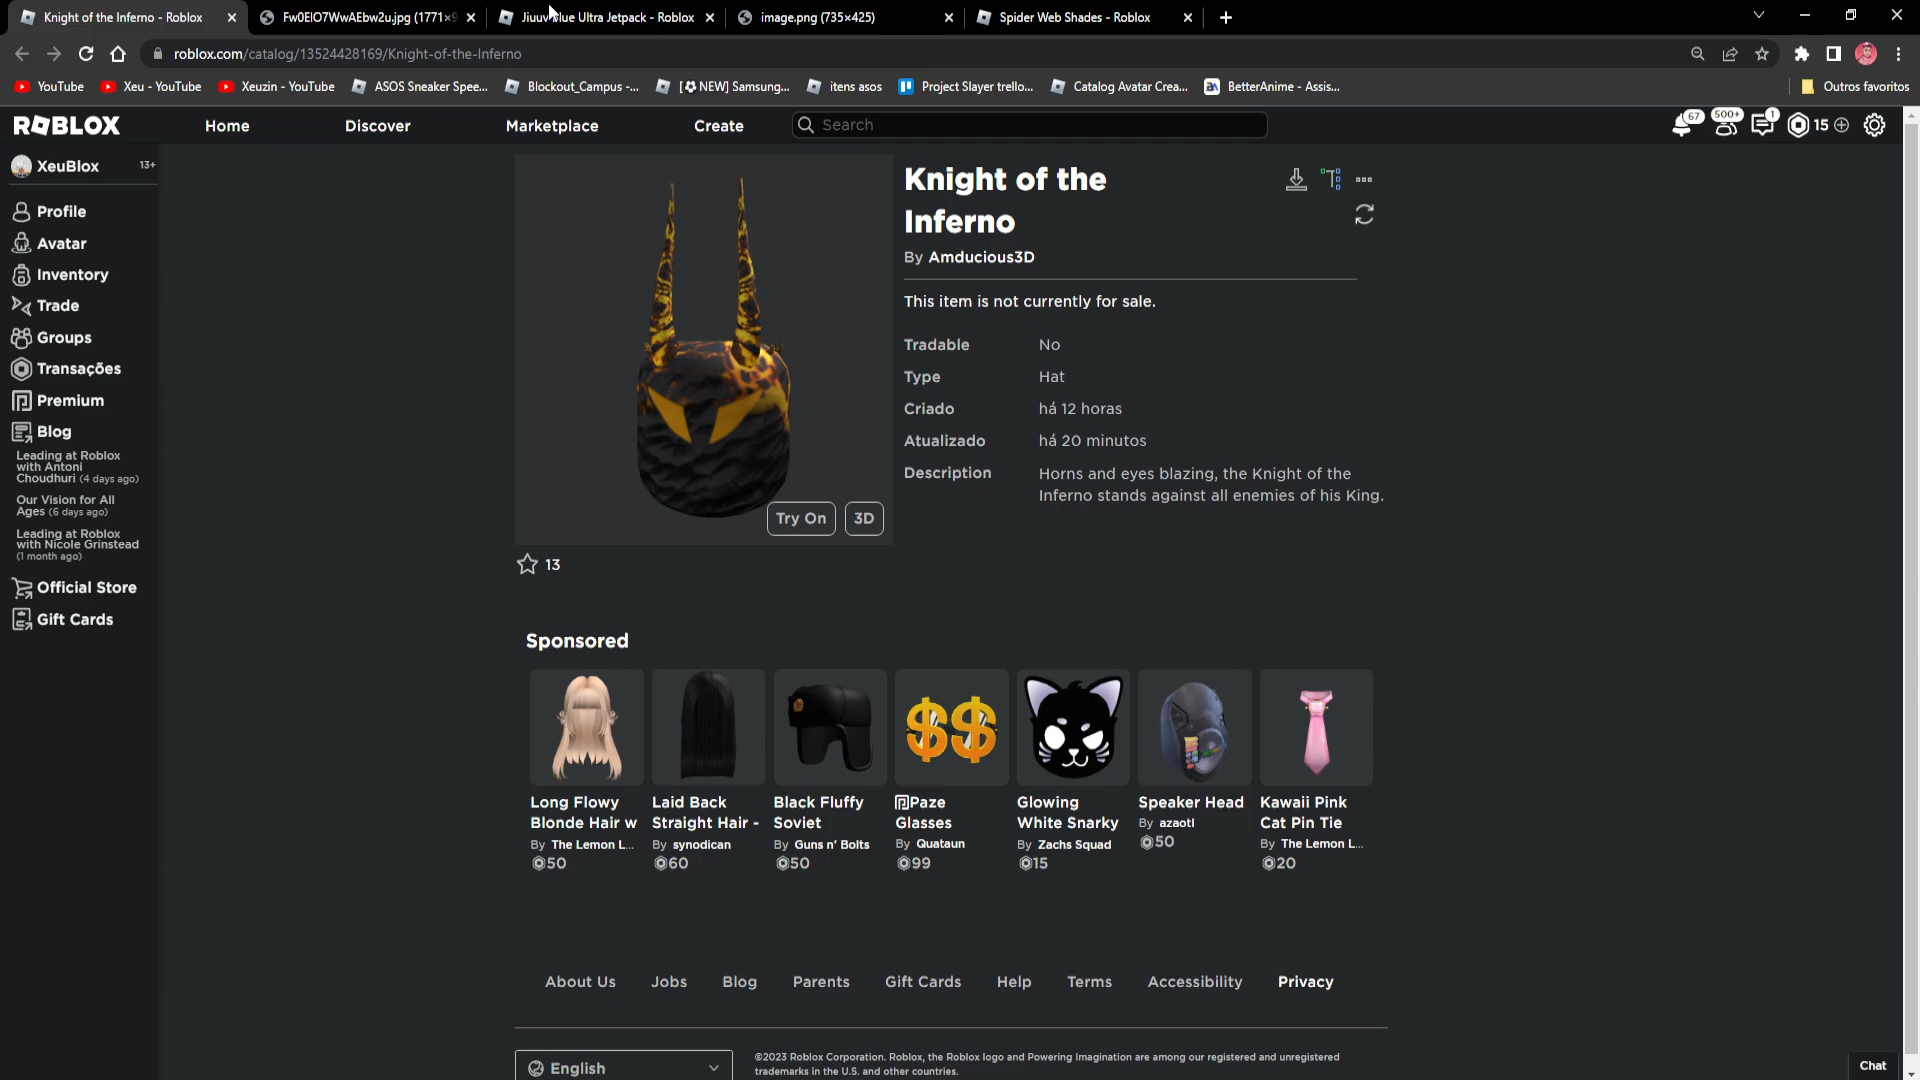 Knight of the Inferno - Roblox
Fw0ElO7WwAEbw2u.jpg (1771×9
Ultra Jetpack - Roblox
image.png (735×425)
Spider Web Shades - Roblox
roblox.com/catalog/13524428169/Knight-of-the-Inferno
YouTube
Xeu - YouTube
Xeuzin - YouTube
ASOS Sneaker Spee...
Blockout_Campus -...
[⚽NEW] Samsung...
itens asos
Project Slayer trello...
Catalog Avatar Crea...
BetterAnime - Assis...
Outros favoritos
ROBLOX
Home
Discover
Marketplace
Create
Search
67
500+
1
15
XeuBlox
13+
Profile
Avatar
Inventory
Trade
Groups
Transações
Premium
Blog
Leading at Roblox
with Antoni
Choudhuri (4 days ago)
Our Vision for All
Ages (6 days ago)
Leading at Roblox
with Nicole Grinstead
(1 month ago)
Official Store
Gift Cards
Try On
3D
13
Knight of the
Inferno
By Amducious3D
This item is not currently for sale.
Tradable No
Type Hat
Criado há 12 horas
Atualizado há 20 minutos
Description Horns and eyes blazing, the Knight of the
Inferno stands against all enemies of his King.
Sponsored
Long Flowy
Blonde Hair w
By The Lemon L...
50
Laid Back
Straight Hair -
By synodican
60
Black Fluffy
Soviet
By Guns n' Bolts
50
Paze
Glasses
By Quataun
99
Glowing
White Snarky
By Zachs Squad
15
Speaker Head
By azaotl
50
Kawaii Pink
Cat Pin Tie
By The Lemon L...
20
About Us
Jobs
Blog
Parents
Gift Cards
Help
Terms
Accessibility
Privacy
English
©2023 Roblox Corporation. Roblox, the Roblox logo and Powering Imagination are among our registered and unregistered
trademarks in the U.S. and other countries.
Chat